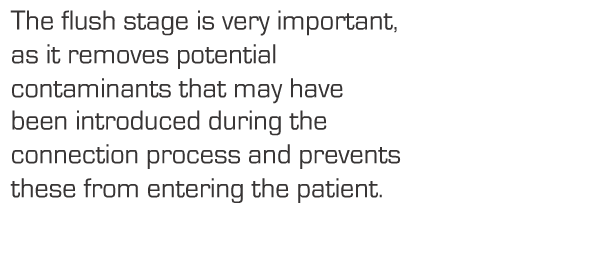 The flush stage is very important,
as it removes potential
contaminants that may have
been introduced during the
connection process and prevents
these from entering the patient.